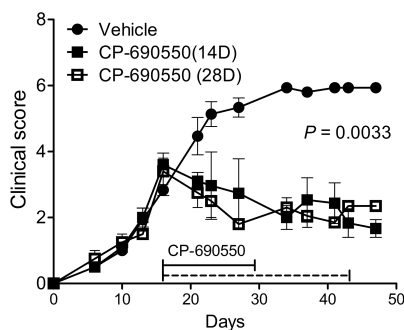 Vehicle
CP-690550(14D)
CP-690550 (28D)
Clinical score
8
6
4
2
0
P = 0.0033
CP-690550
0 10 20 30 40 50
Days